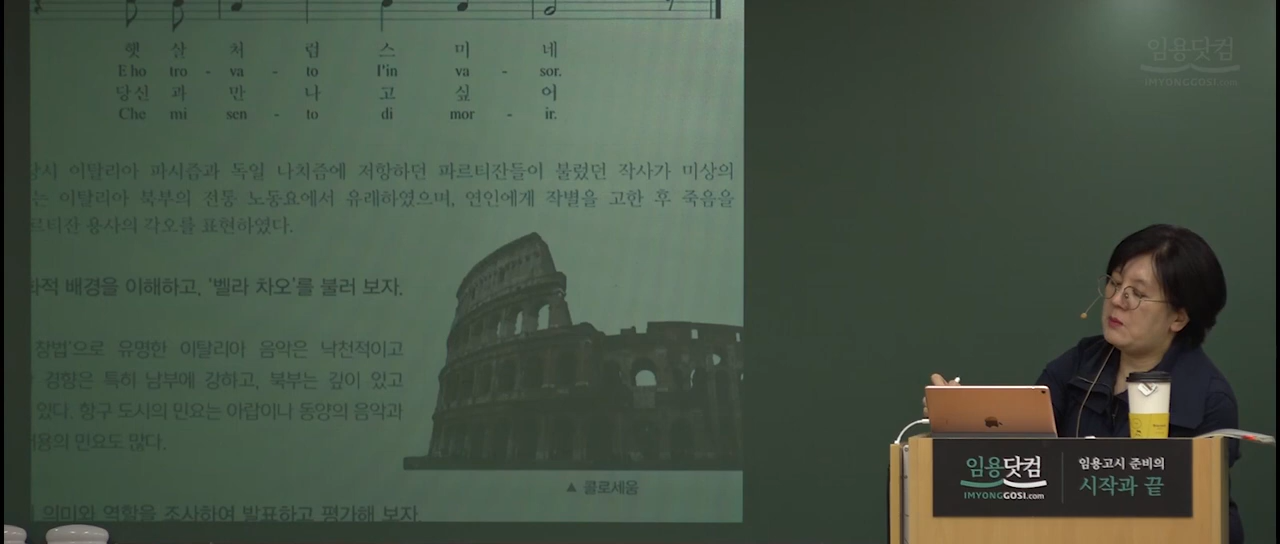 햇 살 처 럼 스 미 네
E ho tro - va - to l'in va - sor.
당신 과 만 나 고 싶 어
Che mi sen - to di mor - ir.
당시 이탈리아 파시즘과 독일 나치즘에 저항하던 파르티잔들이 불렀던 작사가 미상의
는 이탈리아 북부의 전통 노동요에서 유래하였으며, 연인에게 작별을 고한 후 죽음을
르티잔 용사의 각오를 표현하였다.
화적 배경을 이해하고, '벨라 차오'를 불러 보자.
창법'으로 유명한 이탈리아 음악은 낙천적이고
경향은 특히 남부에 강하고, 북부는 깊이 있고
있다. 항구 도시의 민요는 아랍이나 동양의 음악과
내용의 민요도 많다.
▲ 콜로세움
의미와 역할을 조사하여 발표하고 평가해 보자.
임용닷컴
IMYONGGOSI.com
임용닷컴
IMYONGGOSI.com
임용고시 준비의
시작과 끝